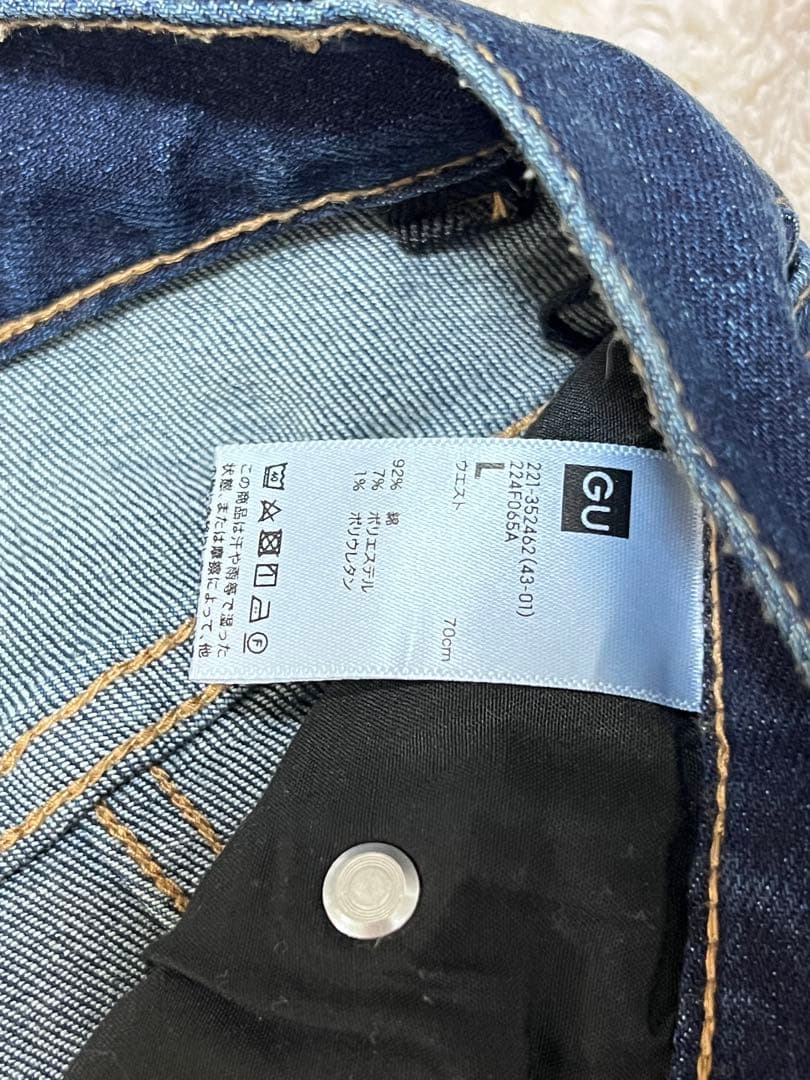 GU
221-352462(43-01)
224F065A
L
ウエスト 70cm
92% 綿
7% ポリエステル
1% ポリウレタン
F
この商品は汗や雨等で湿った
状態、または摩擦によって、他